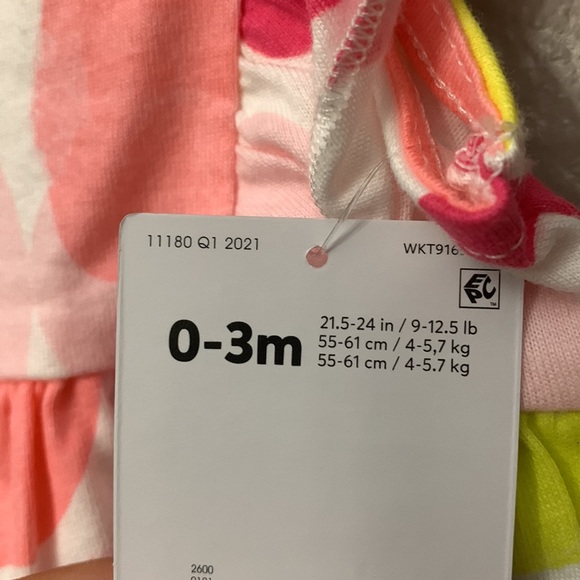 11180 Q1 2021
EPC
0-3m
21.5-24 in / 9-12.5 lb
55-61 cm / 4-5,7 kg
55-61 cm / 4-5.7 kg
2600